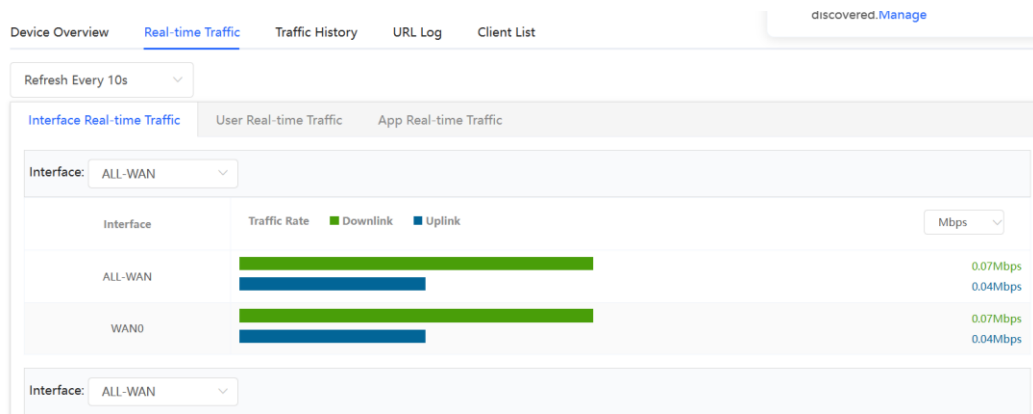 discovered.Manage
Device Overview Real-time Traffic Traffic History URL Log Client List
Refresh Every 10s
Interface Real-time Traffic User Real-time Traffic App Real-time Traffic
Interface: ALL-WAN
Interface Traffic Rate Downlink Uplink Mbps
ALL-WAN 0.07Mbps
0.04Mbps
WAN0 0.07Mbps
0.04Mbps
Interface: ALL-WAN